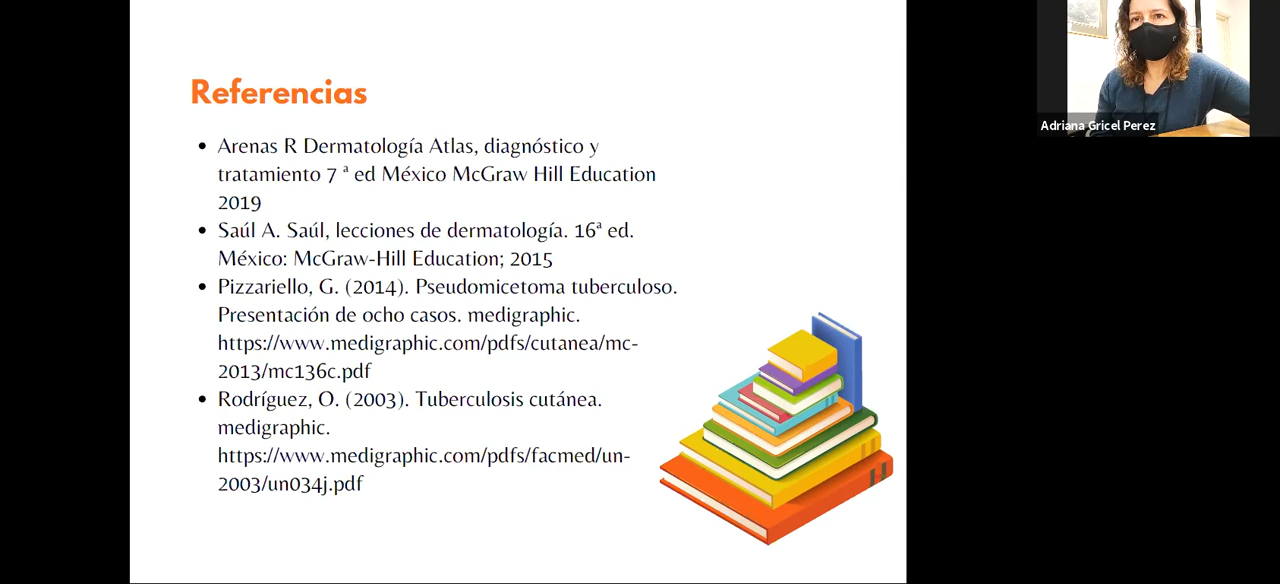 Referencias
Arenas R Dermatología Atlas, diagnóstico y
tratamiento 7 ª ed México McGraw Hill Education
2019
Saúl A. Saúl, lecciones de dermatología. 16ª ed.
México: McGraw-Hill Education; 2015
Pizzariello, G. (2014). Pseudomicetoma tuberculoso.
Presentación de ocho casos. medigraphic.
https://www.medigraphic.com/pdfs/cutanea/mc-
2013/mc136c.pdf
Rodríguez, O. (2003). Tuberculosis cutánea.
medigraphic.
https://www.medigraphic.com/pdfs/facmed/un-
2003/un034j.pdf
Adriana Gricel Perez